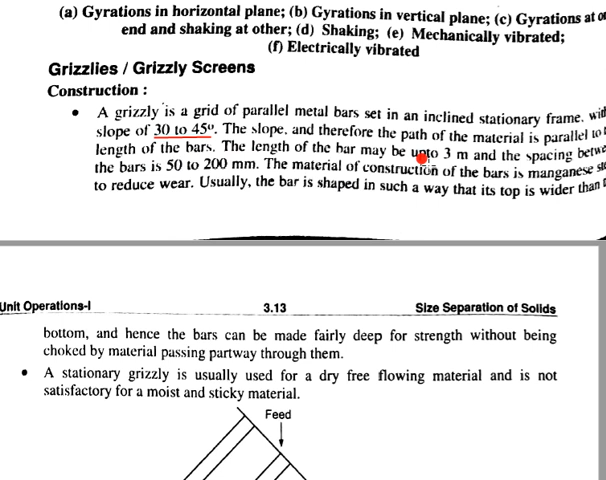 (a) Gyrations in horizontal plane; (b) Gyrations in vertical plane; (c) Gyrations at
end and shaking at other; (d) Shaking; (e) Mechanically vibrated;
(f) Electrically vibrated
Grizzlies / Grizzly Screens
Construction :
• A grizzly is a grid of parallel metal bars set in an inclined stationary frame, with
slope of 30 to 45°. The slope, and therefore the path of the material is parallel to
length of the bars. The length of the bar may be upto 3 m and the spacing
the bars is 50 to 200 mm. The material of construction of the bars is manganese
to reduce wear. Usually, the bar is shaped in such a way that its top is wider than
Unit Operations-I 3.13 Size Separation of Solids
bottom, and hence the bars can be made fairly deep for strength without being
choked by material passing partway through them.
• A stationary grizzly is usually used for a dry free flowing material and is not
satisfactory for a moist and sticky material.
Feed